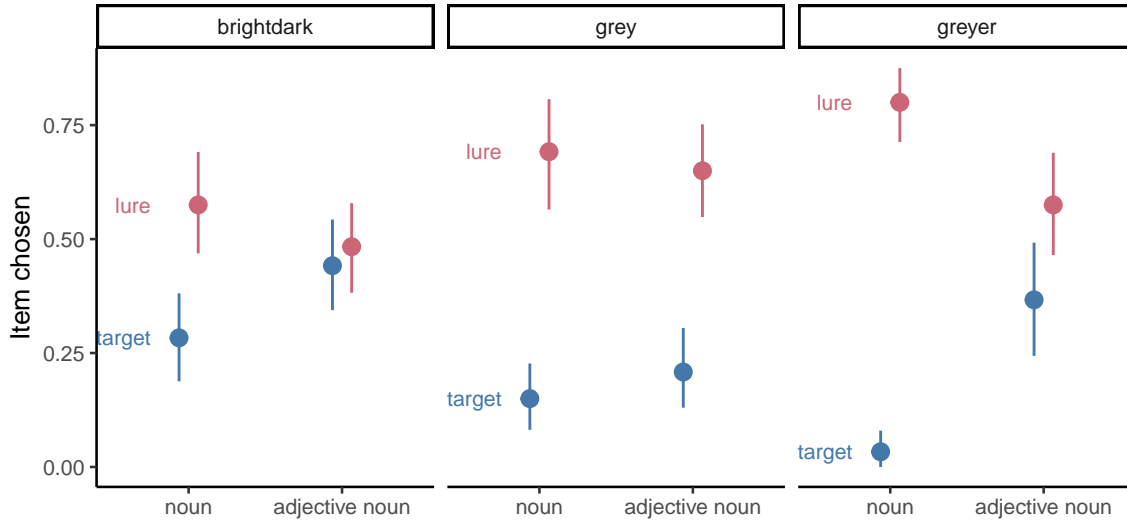 brightdark
grey
greyer
Item chosen
0.75
0.50
0.25
0.00
lure
target
lure
target
lure
target
noun
adjective noun
noun
adjective noun
noun
adjective noun